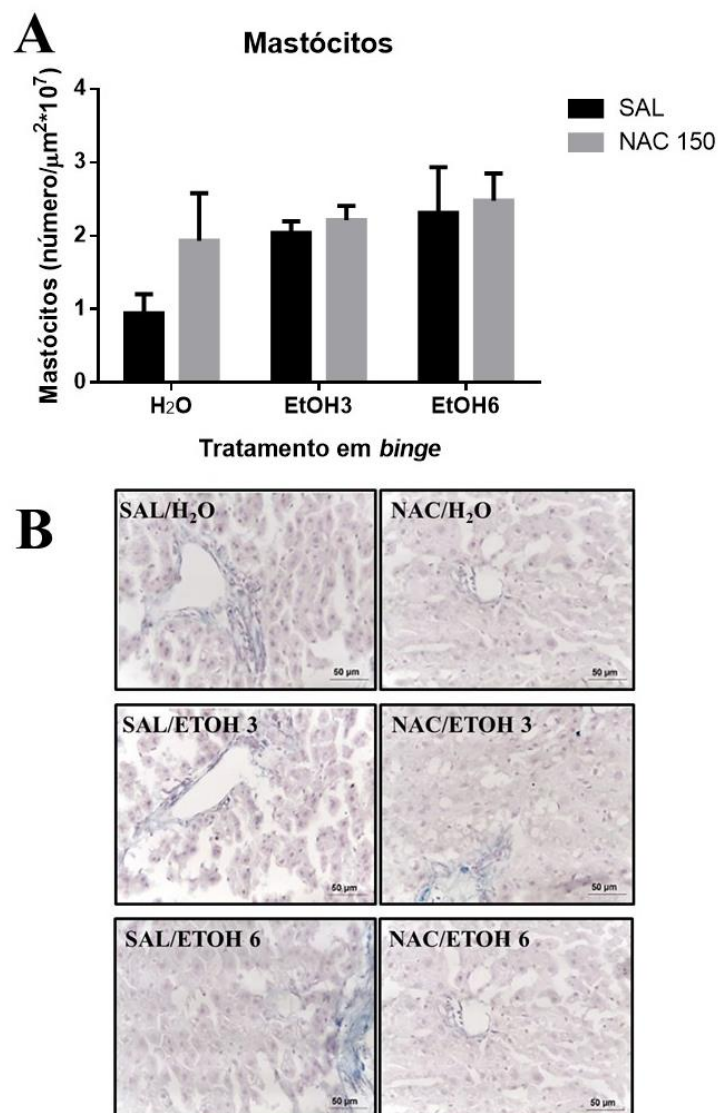 A
Mastócitos
Mastócitos (número/µm²*10⁷)
4
3
2
1
0
SAL
NAC 150
H₂O
EtOH3
EtOH6
Tratamento em binge
B
SAL/H₂O
50 µm
NAC/H₂O
50 µm
SAL/ETOH 3
50 µm
NAC/ETOH 3
50 µm
SAL/ETOH 6
50 µm
NAC/ETOH 6
50 µm